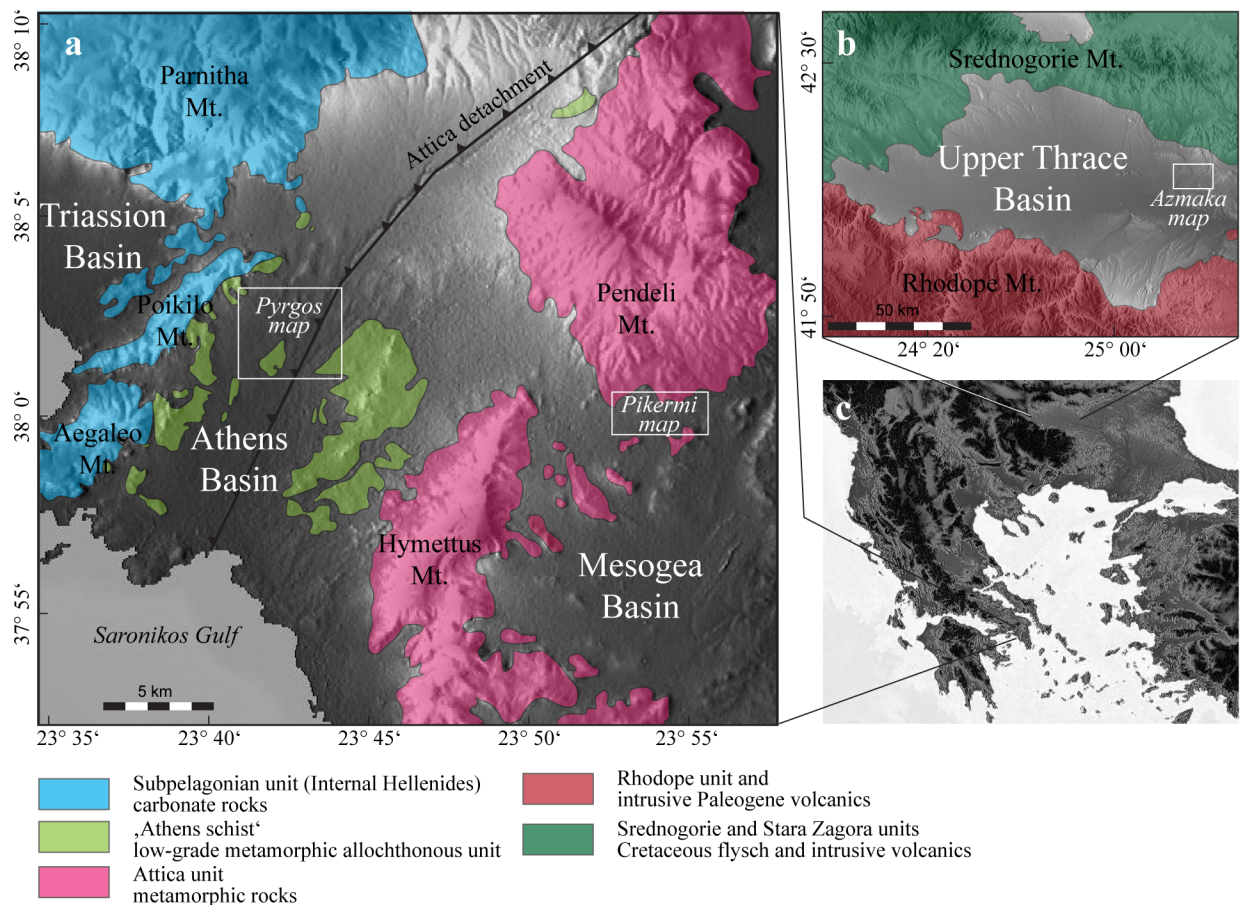 a
38° 10'
38° 5'
38° 0'
37° 55'
Parnitha
Mt.
Attica detachment
Triassion
Basin
Poikilo
Mt.
Pyrgos
map
Pendeli
Mt.
Aegaleo
Mt.
Athens
Basin
Pikermi
map
Hymettus
Mt.
Mesogea
Basin
Saronikos Gulf
5 km
23° 35'
23° 40'
23° 45'
23° 50'
23° 55'
b
42° 30'
41° 50'
Srednogorie Mt.
Upper Thrace
Basin
Azmaka
map
Rhodope Mt.
50 km
24° 20'
25° 00'
c
Subpelagonian unit (Internal Hellenides)
carbonate rocks
‚Athens schist‘
low-grade metamorphic allochthonous unit
Attica unit
metamorphic rocks
Rhodope unit and
intrusive Paleogene volcanics
Srednogorie and Stara Zagora units
Cretaceous flysch and intrusive volcanics